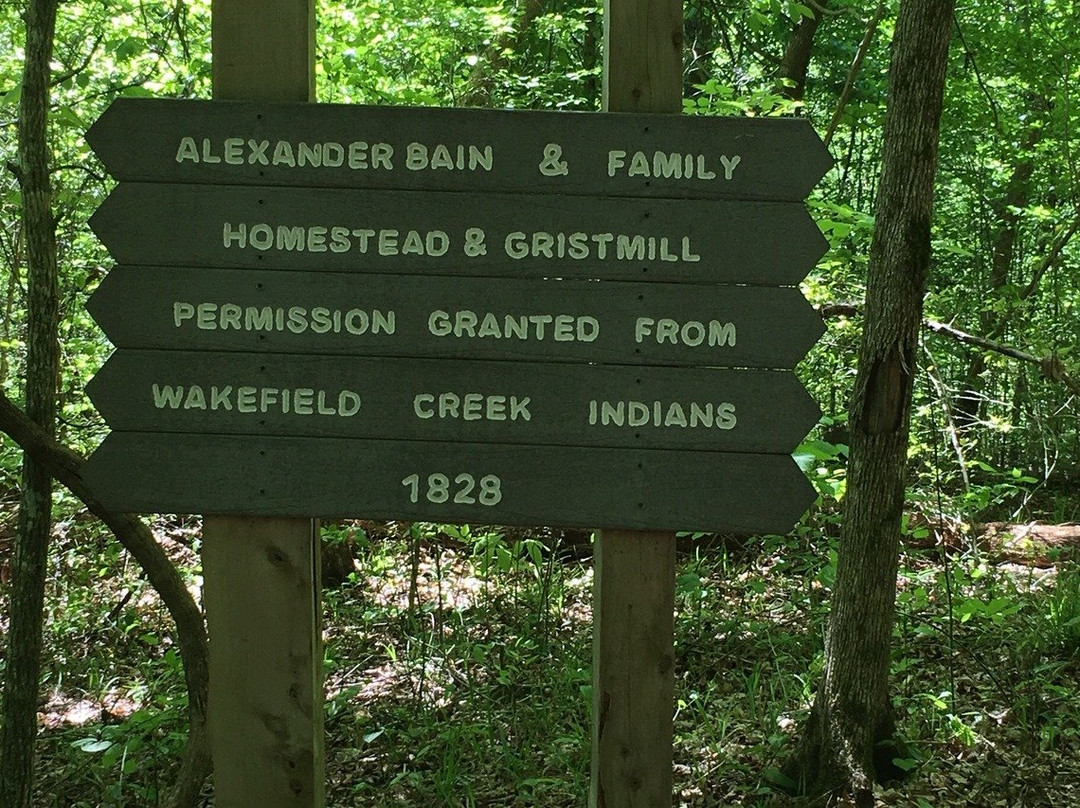 ALEXANDER BAIN & FAMILY
HOMESTEAD & GRISTMILL
PERMISSION GRANTED FROM
WAKEFIELD CREEK INDIANS
1828